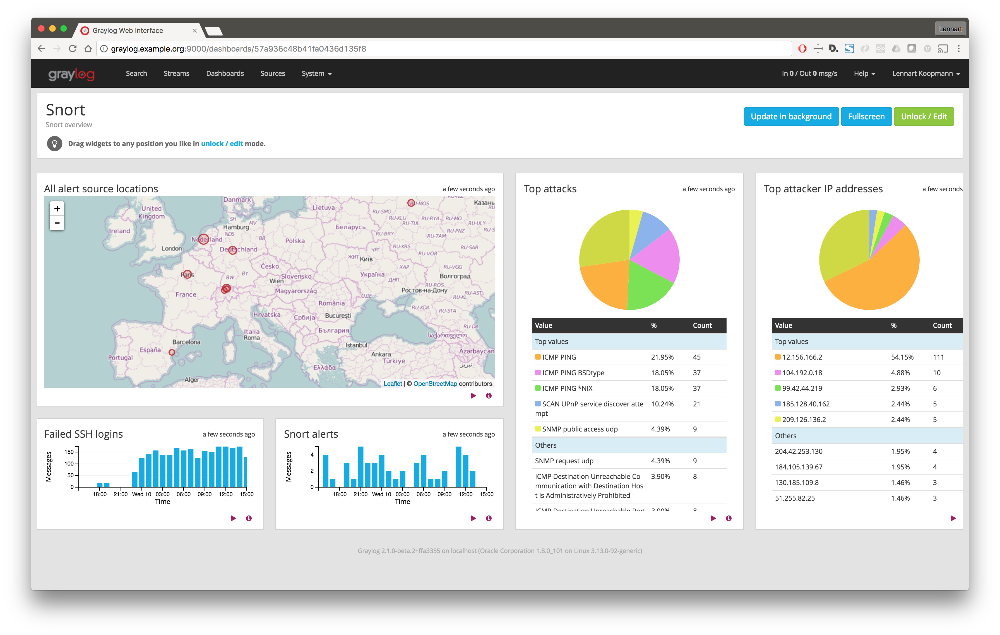 Graylog Web Interface
Lennart
graylog.example.org:9000/dashboards/57a936c48b41fa0436d135f8
graylog
Search
Streams
Dashboards
Sources
System
In 0 / Out 0 msg/s
Help
Lennart Koopmann
Snort
Snort overview
Update in background
Fullscreen
Unlock / Edit
Drag widgets to any position you like in unlock / edit mode.
All alert source locations
a few seconds ago
+
−
United
Kingdom
Ireland
London
Danmark
SH
MV
Hamburg
NDS
BB
Nederland
Deutschland
Paris
BW
BY
France
Polska
Lietuva
Беларусь
Česko
Slovensko
Wien
Magyarország
România
București
Hrvatska
Србија
България
Italia
Roma
Barcelona
España
Portugal
Alger
Ελλάδα
İstanbul
Ankara
Türkiye
Azərbaycan
تبریز
საქართველო
RU-DA
Казань
RU
RU-NIZ
RU-MOS
RU-SMO
RU-KLU
RU-RYA
RU-MO
RU-TUL
RU-ULY
RU-PNZ
RU-S
RU-BRY
RU-TAM
RU-KRS
RU-SAR
ЧРГ
RU-VOR
ЖИТ
Київ
ХАР
RU-VGG
Україна
Волгоград
ДНП
RU-ROS
Ростов-на-Дону
RU-AST
RU-KL
ОДЕ
RU-KDA
RU-STA
Leaflet | © OpenStreetMap contributors
Failed SSH logins
a few seconds ago
Messages
150
100
50
0
18:00 21:00 Wed 10 03:00 06:00 09:00 12:00 15:00
Time
Snort alerts
a few seconds ago
Messages
4
2
0
18:00 21:00 Wed 10 03:00 06:00 09:00 12:00 15:00
Time
Top attacks
a few seconds ago
Value % Count
Top values
ICMP PING 21.95% 45
ICMP PING BSDtype 18.05% 37
ICMP PING *NIX 18.05% 37
SCAN UPnP service discover atte 10.24% 21
mpt
SNMP public access udp 4.39% 9
Others
SNMP request udp 4.39% 9
ICMP Destination Unreachable Co 3.90% 8
mmunication with Destination Hos
t is Administratively Prohibited
ICMP Destination Unreachable Port 3.90% 8
Top attacker IP addresses
a few seconds
Value % Count
Top values
12.156.166.2 54.15% 111
104.192.0.18 4.88% 10
99.42.44.219 2.93% 6
185.128.40.162 2.44% 5
209.126.136.2 2.44% 5
Others
204.42.253.130 1.95% 4
184.105.139.67 1.95% 4
130.185.109.8 1.46% 3
51.255.82.25 1.46% 3
Graylog 2.1.0-beta.2+ffa3355 on localhost (Oracle Corporation 1.8.0_101 on Linux 3.13.0-92-generic)